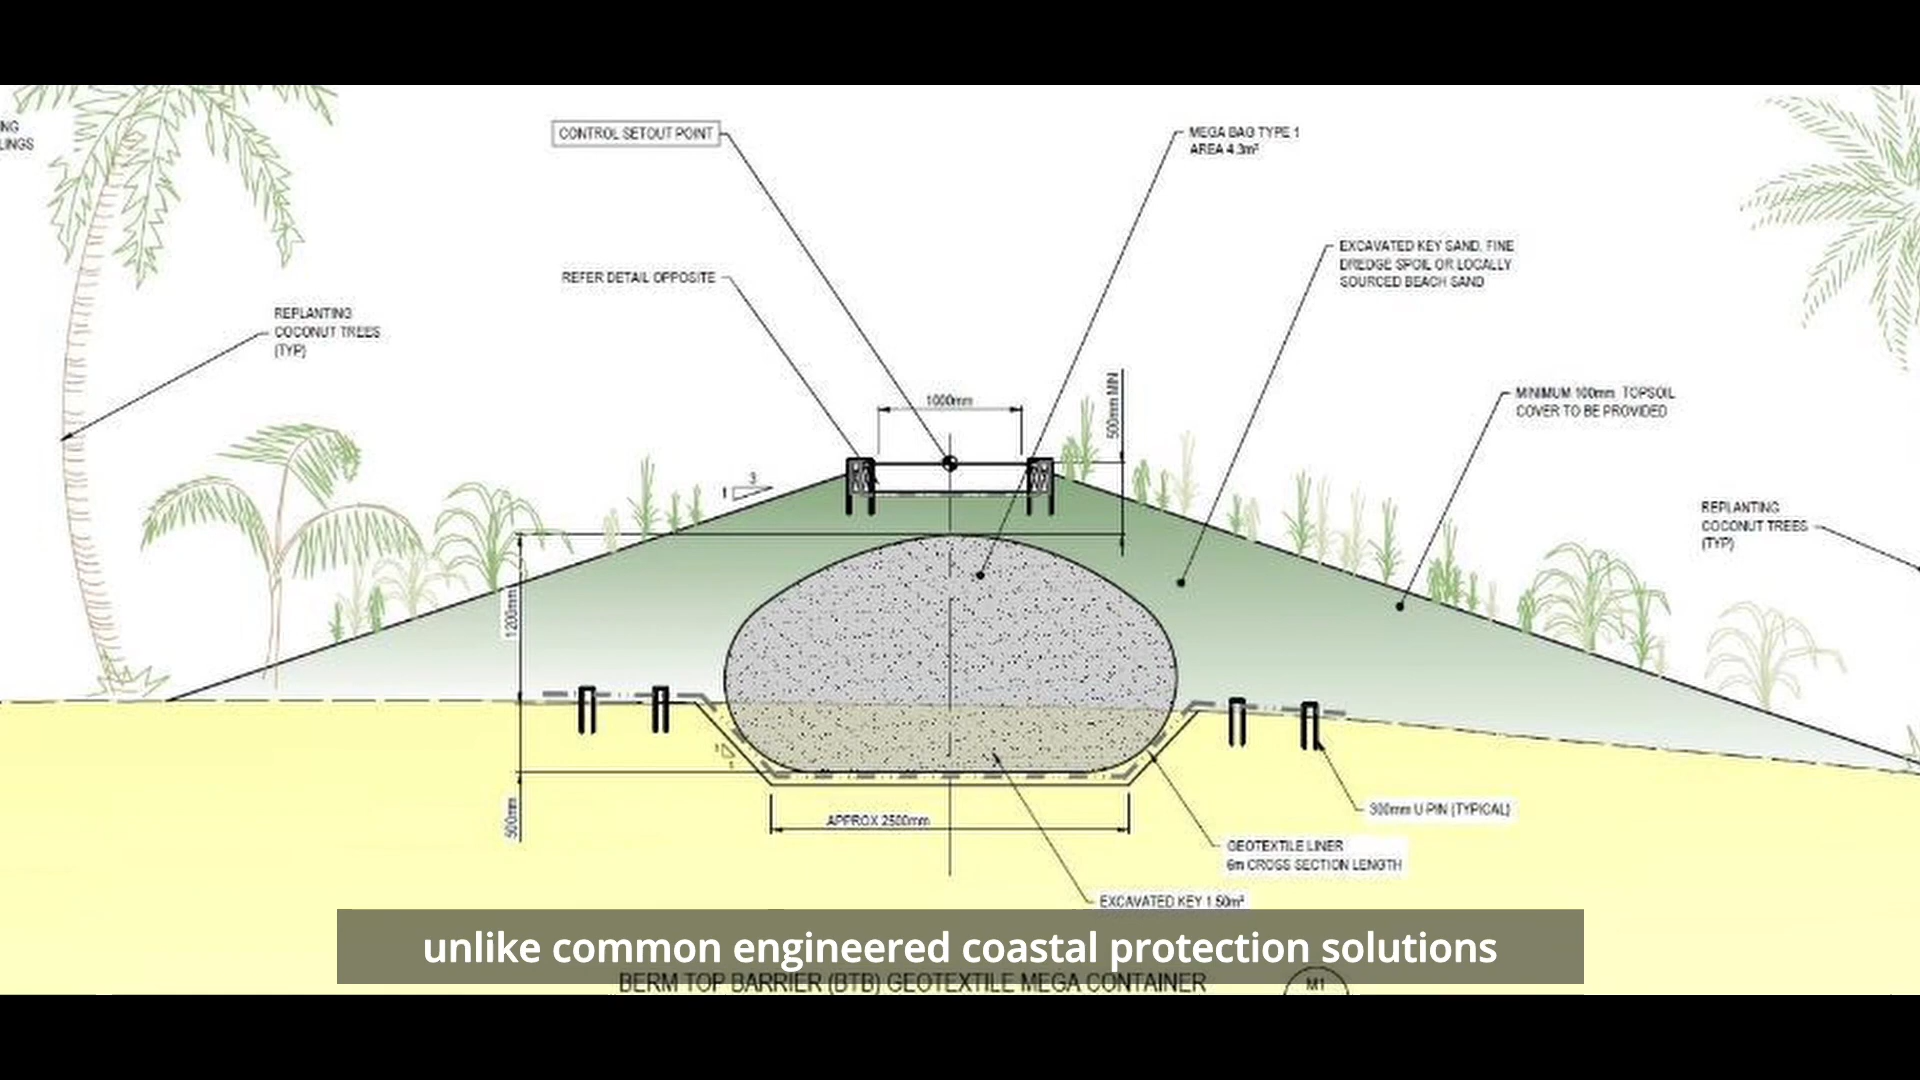 NG
LINGS
CONTROL SETOUT POINT
MEGA BAG TYPE 1
AREA 4.3m²
REFER DETAIL OPPOSITE
EXCAVATED KEY SAND, FINE
DREDGE SPOIL OR LOCALLY
SOURCED BEACH SAND
REPLANTING
COCONUT TREES
(TYP)
1000mm
500mm MIN
MINIMUM 100mm TOPSOIL
COVER TO BE PROVIDED
3
1
REPLANTING
COCONUT TREES
(TYP)
1200mm
1
1
500mm
APPROX 2500mm
300mm U-PIN (TYPICAL)
GEOTEXTILE LINER
6m CROSS SECTION LENGTH
EXCAVATED KEY 1.50m²
unlike common engineered coastal protection solutions
BERM TOP BARRIER (BTB) GEOTEXTILE MEGA CONTAINER
M1